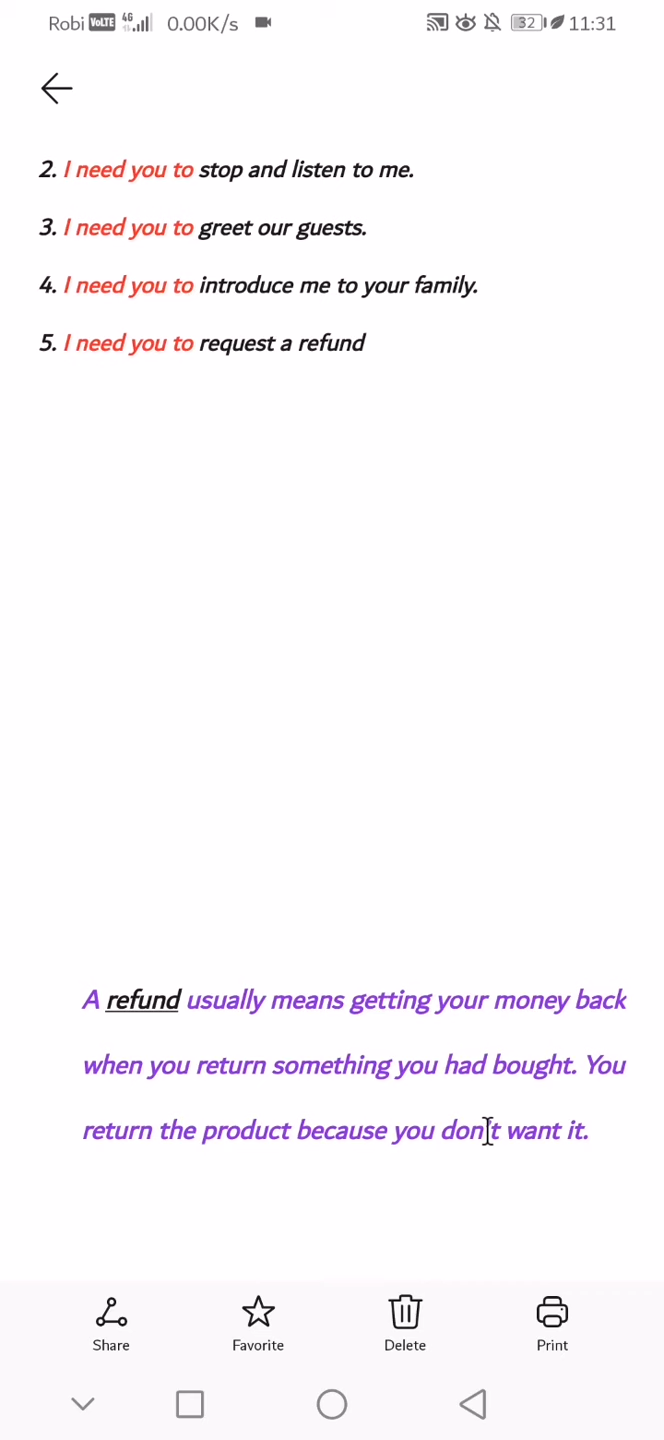 Robi VoLTE 4G 0.00K/s 32 11:31
2. I need you to stop and listen to me.
3. I need you to greet our guests.
4. I need you to introduce me to your family.
5. I need you to request a refund
A refund usually means getting your money back
when you return something you had bought. You
return the product because you don't want it.
Share Favorite Delete Print